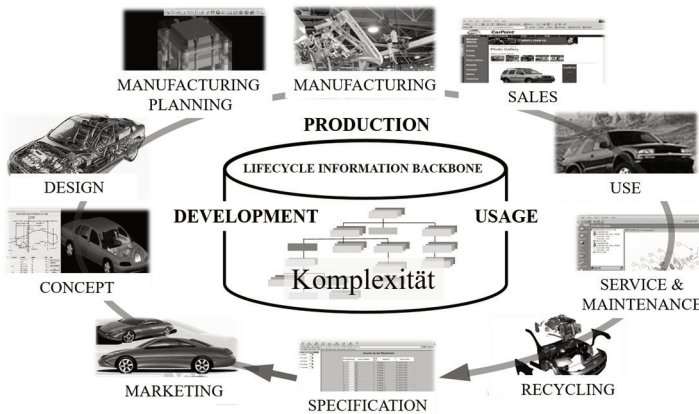 MANUFACTURING
PLANNING
MANUFACTURING
CarPoint
Photo Gallery
SALES
PRODUCTION
LIFECYCLE INFORMATION BACKBONE
DESIGN
USE
DEVELOPMENT
USAGE
Komplexität
CONCEPT
SERVICE &
MAINTENANCE
MARKETING
SPECIFICATION
RECYCLING